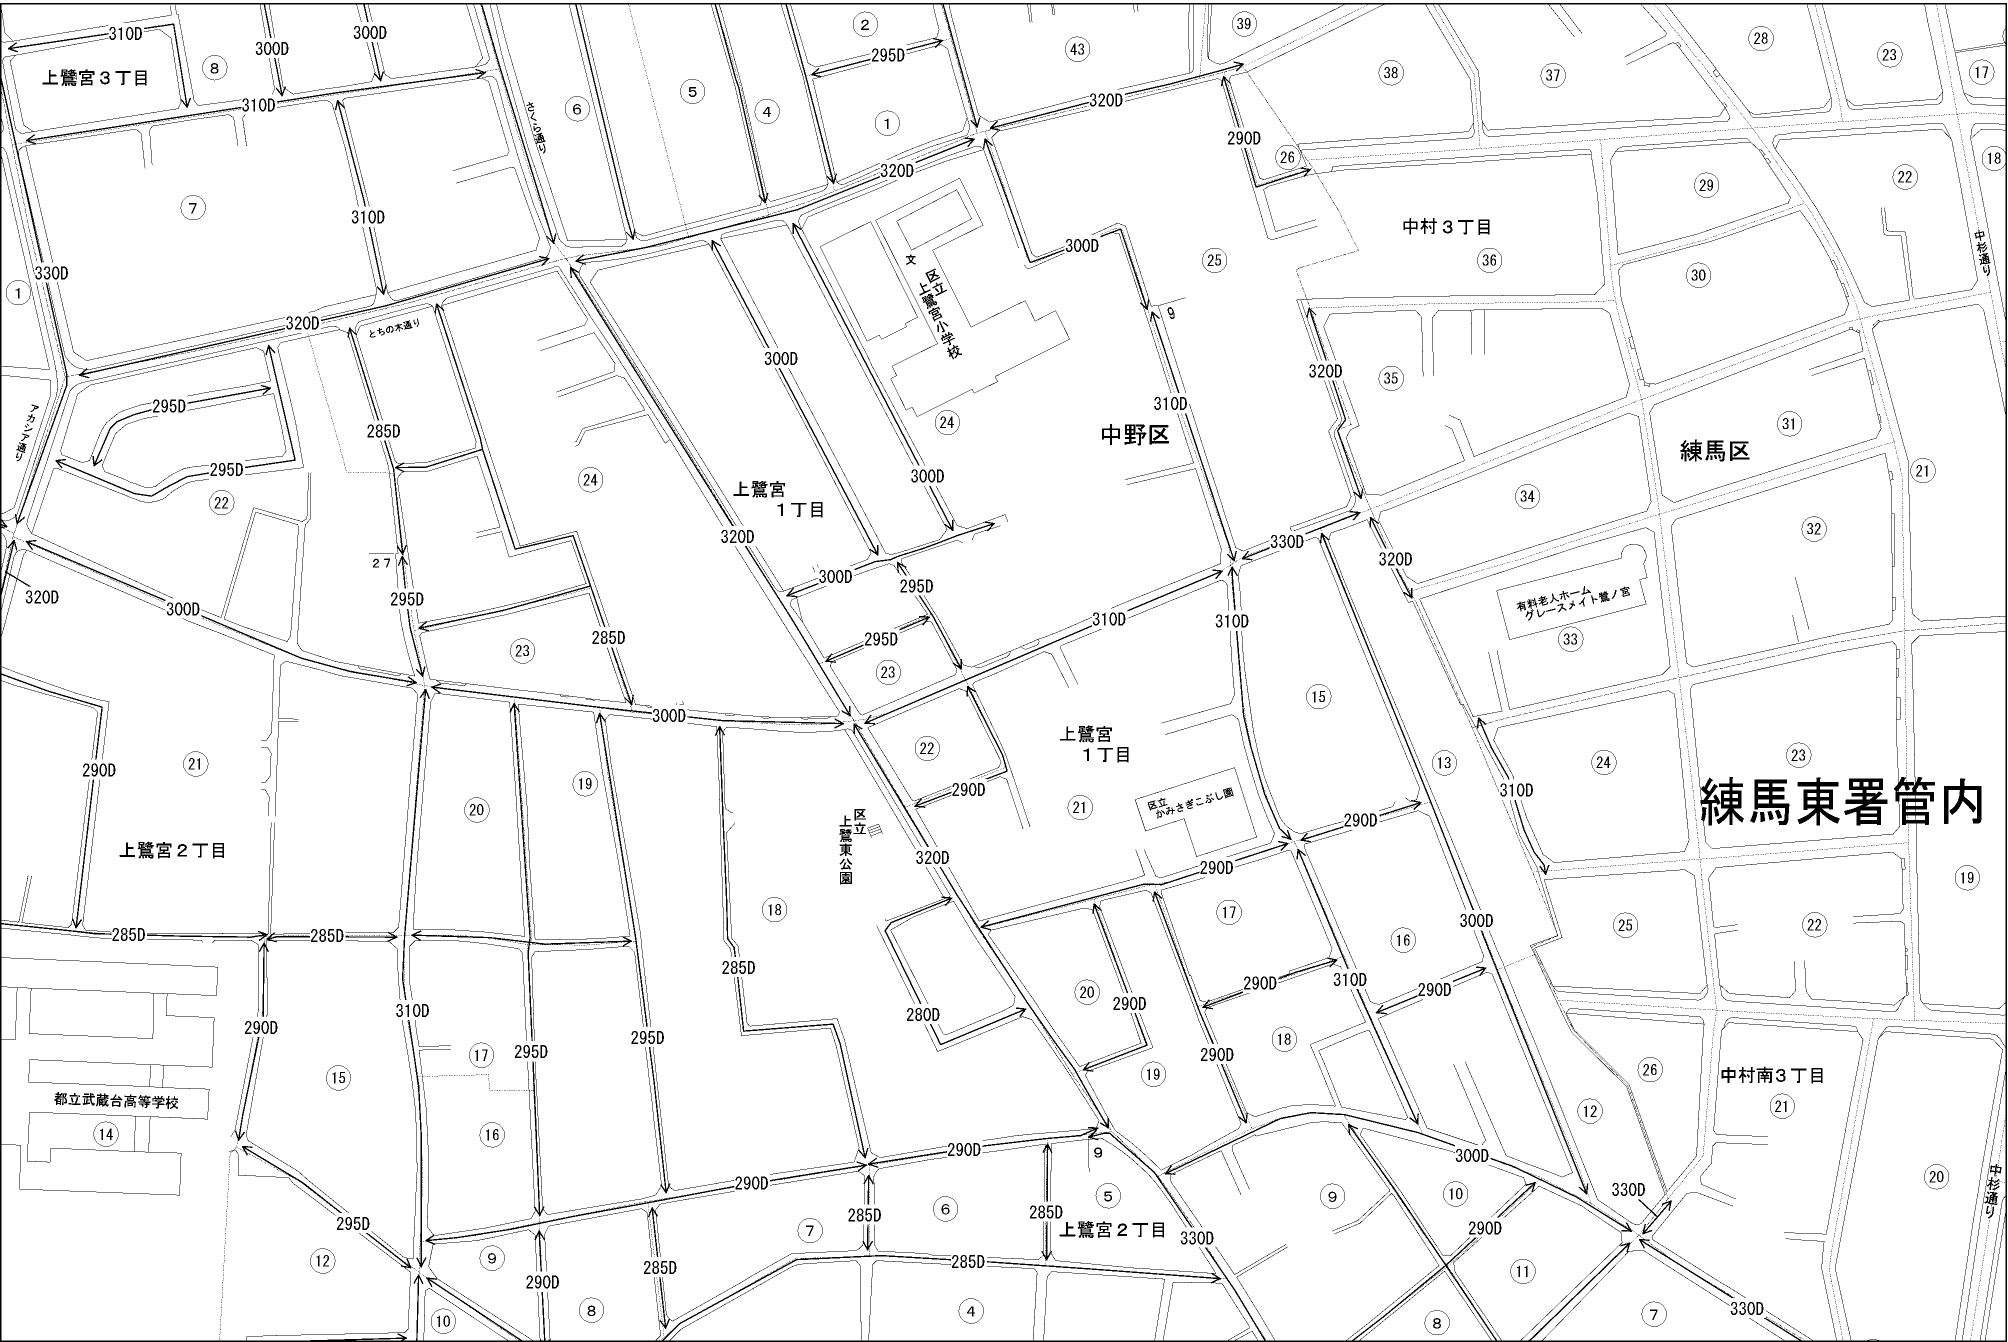 310D
300D
300D
②
295D
39
43
28
23
17
上鷺宮３丁目
8
6
5
4
38
37
310D
320D
さくら通り
1
290D
26
18
320D
22
29
7
310D
中村３丁目
36
文
300D
25
中杉通り
1
330D
区立
上鷺宮小学校
30
320D
とちの木通り
9
300D
295D
285D
310D
320D
35
アカシア通り
24
中野区
31
295D
練馬区
22
24
300D
21
上鷺宮
１丁目
34
320D
330D
32
27
300D
320D
320D
300D
295D
295D
有料老人ホーム
グレースメイト鷺ノ宮
285D
23
295D
310D
310D
33
23
15
300D
22
上鷺宮
１丁目
290D
21
19
13
24
23
20
290D
21
区立
かみさぎこぶし園
310D
練馬東署管内
区立
上鷺東公園
290D
上鷺宮２丁目
320D
290D
19
18
17
300D
25
22
285D
285D
16
285D
290D
310D
290D
20
290D
280D
290D
310D
295D
17
295D
18
290D
15
19
26
中村南３丁目
都立武蔵台高等学校
12
21
14
16
290D
9
300D
290D
20
中杉通り
295D
7
285D
6
285D
5
上鷺宮２丁目
9
10
330D
290D
330D
12
9
290D
285D
285D
11
10
8
4
8
7
330D